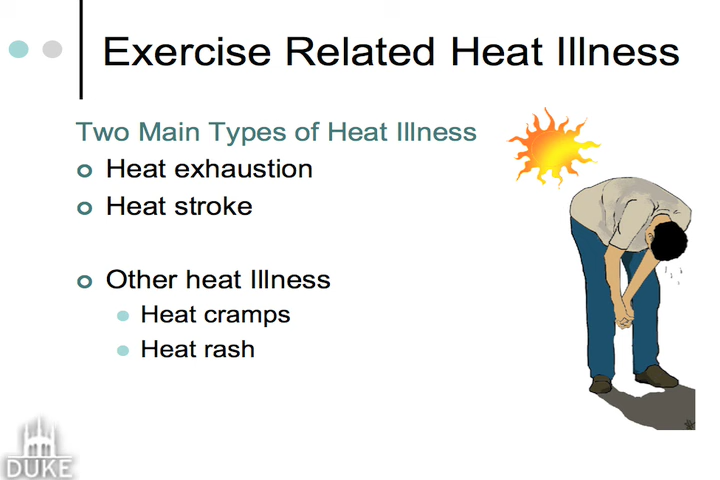 Exercise Related Heat Illness
Two Main Types of Heat Illness
Heat exhaustion
Heat stroke
Other heat Illness
Heat cramps
Heat rash
DUKE